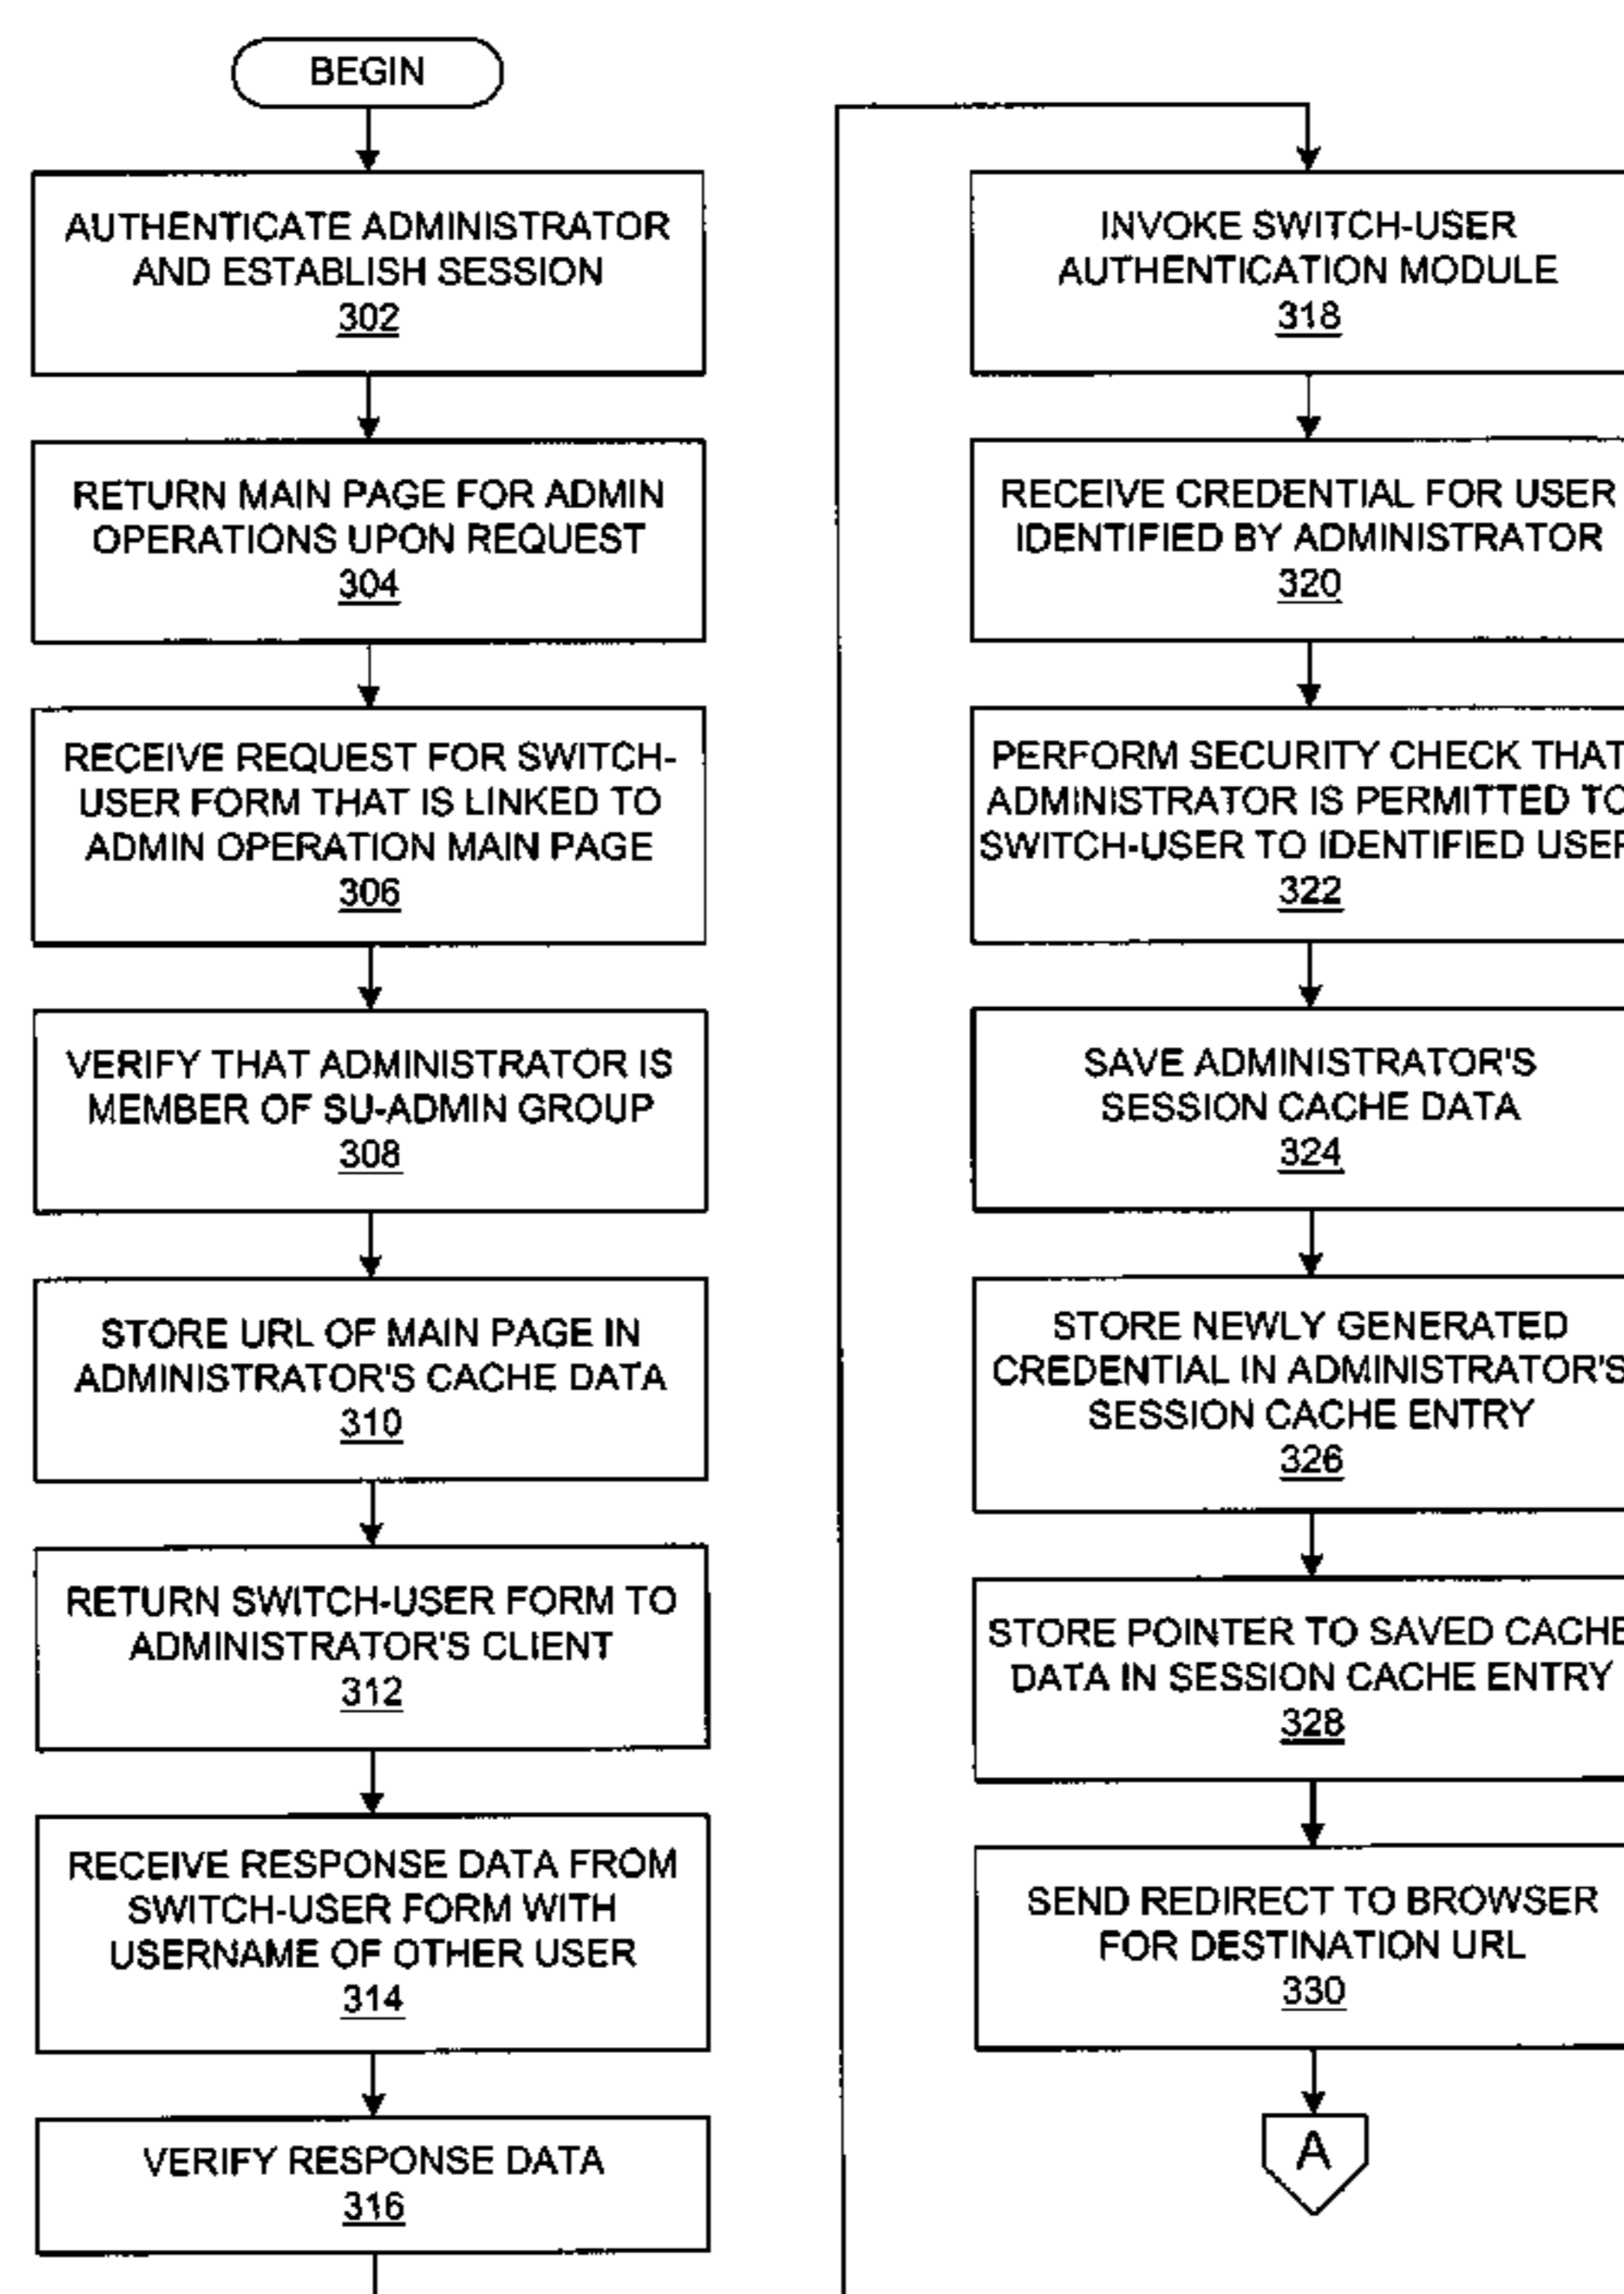 BEGIN
AUTHENTICATE ADMINISTRATOR
AND ESTABLISH SESSION
302
RETURN MAIN PAGE FOR ADMIN
OPERATIONS UPON REQUEST
304
RECEIVE REQUEST FOR SWITCH-
USER FORM THAT IS LINKED TO
ADMIN OPERATION MAIN PAGE
306
VERIFY THAT ADMINISTRATOR IS
MEMBER OF SU-ADMIN GROUP
308
STORE URL OF MAIN PAGE IN
ADMINISTRATOR'S CACHE DATA
310
RETURN SWITCH-USER FORM TO
ADMINISTRATOR'S CLIENT
312
RECEIVE RESPONSE DATA FROM
SWITCH-USER FORM WITH
USERNAME OF OTHER USER
314
VERIFY RESPONSE DATA
316
INVOKE SWITCH-USER
AUTHENTICATION MODULE
318
RECEIVE CREDENTIAL FOR USER
IDENTIFIED BY ADMINISTRATOR
320
PERFORM SECURITY CHECK THAT
ADMINISTRATOR IS PERMITTED TO
SWITCH-USER TO IDENTIFIED USER
322
SAVE ADMINISTRATOR'S
SESSION CACHE DATA
324
STORE NEWLY GENERATED
CREDENTIAL IN ADMINISTRATOR'S
SESSION CACHE ENTRY
326
STORE POINTER TO SAVED CACHE
DATA IN SESSION CACHE ENTRY
328
SEND REDIRECT TO BROWSER
FOR DESTINATION URL
330
A